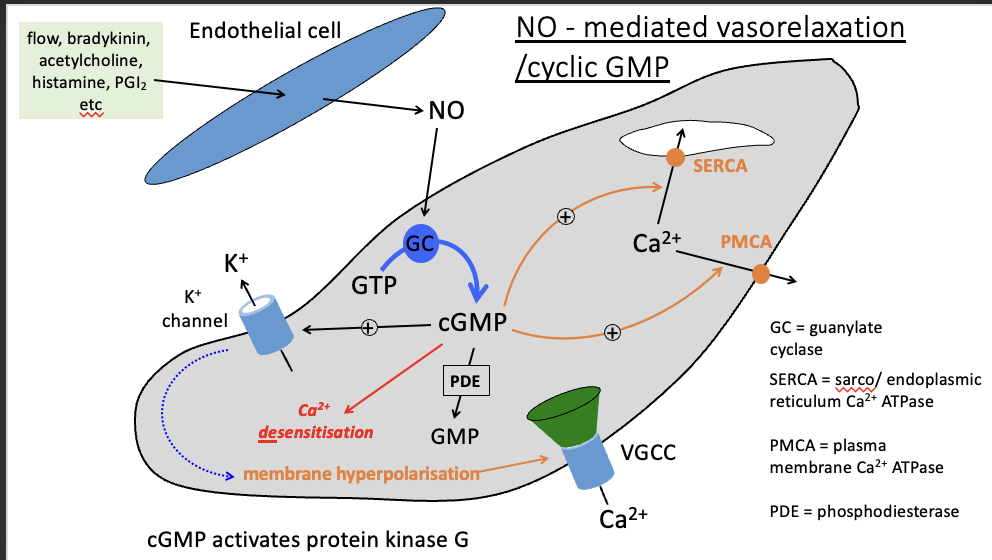 NO - mediated vasorelaxation
/cyclic GMP
Endothelial cell
flow, bradykinin,
acetylcholine,
histamine, PGI₂
etc
NO
SERCA
Ca²⁺
PMCA
GC
GTP
K⁺
K⁺
channel
+
+
+
cGMP
PDE
GMP
Ca²⁺
desensitisation
membrane hyperpolarisation
VGCC
Ca²⁺
GC = guanylate
cyclase
SERCA = sarco/ endoplasmic
reticulum Ca²⁺ ATPase
PMCA = plasma
membrane Ca²⁺ ATPase
PDE = phosphodiesterase
cGMP activates protein kinase G